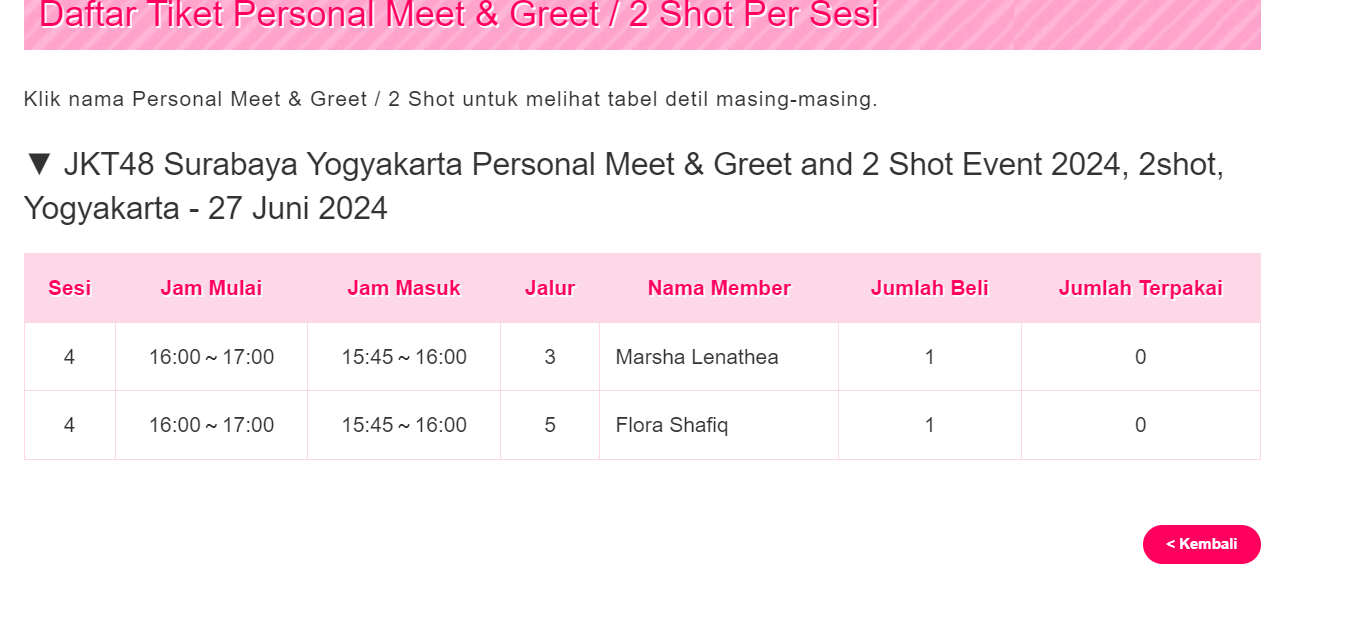 Daftar Tiket Personal Meet & Greet / 2 Shot Per Sesi
Klik nama Personal Meet & Greet / 2 Shot untuk melihat tabel detil masing-masing.
▼ JKT48 Surabaya Yogyakarta Personal Meet & Greet and 2 Shot Event 2024, 2shot,
Yogyakarta - 27 Juni 2024
Sesi Jam Mulai Jam Masuk Jalur Nama Member Jumlah Beli Jumlah Terpakai
4 16:00 ~ 17:00 15:45 ~ 16:00 3 Marsha Lenathea 1 0
4 16:00 ~ 17:00 15:45 ~ 16:00 5 Flora Shafiq 1 0
< Kembali